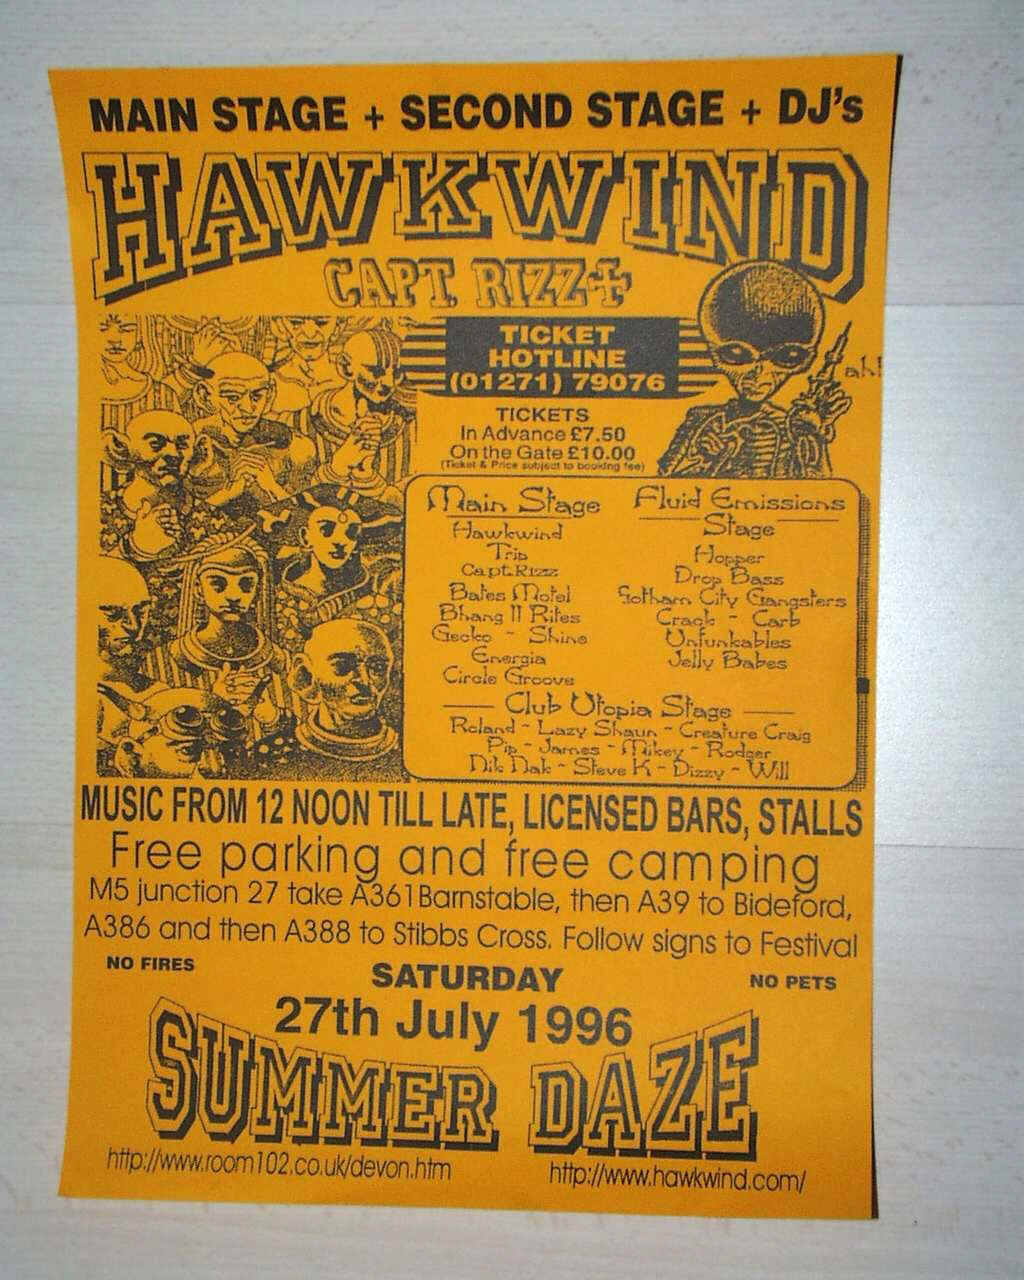 MAIN STAGE + SECOND STAGE + DJ's
HAWKWIND
CAPT. RIZZ +
TICKET
HOTLINE
(01271) 79076
ah!
TICKETS
In Advance £7.50
On the Gate £10.00
(Ticket & Price subject to booking fee)
Main Stage
Hawkwind
Trip
Capt.Rizz
Bates Motel
Bhang II Rites
Gecko - Shine
Energia
Circle Groove
Fluid Emissions
Stage
Hopper
Drop Bass
Gotham City Gangsters
Crack - Carb
Unfunkables
Jelly Babes
Club Utopia Stage
Roland - Lazy Shaun - Creature Craig
Pip - James - Mikey - Rodger
Nik Nak - Steve K - Dizzy - Will
MUSIC FROM 12 NOON TILL LATE, LICENSED BARS, STALLS
Free parking and free camping
M5 junction 27 take A361 Barnstable, then A39 to Bideford,
A386 and then A388 to Stibbs Cross. Follow signs to Festival
NO FIRES
SATURDAY
NO PETS
27th July 1996
SUMMER DAZE
http://www.room102.co.uk/devon.htm
http://www.hawkwind.com/